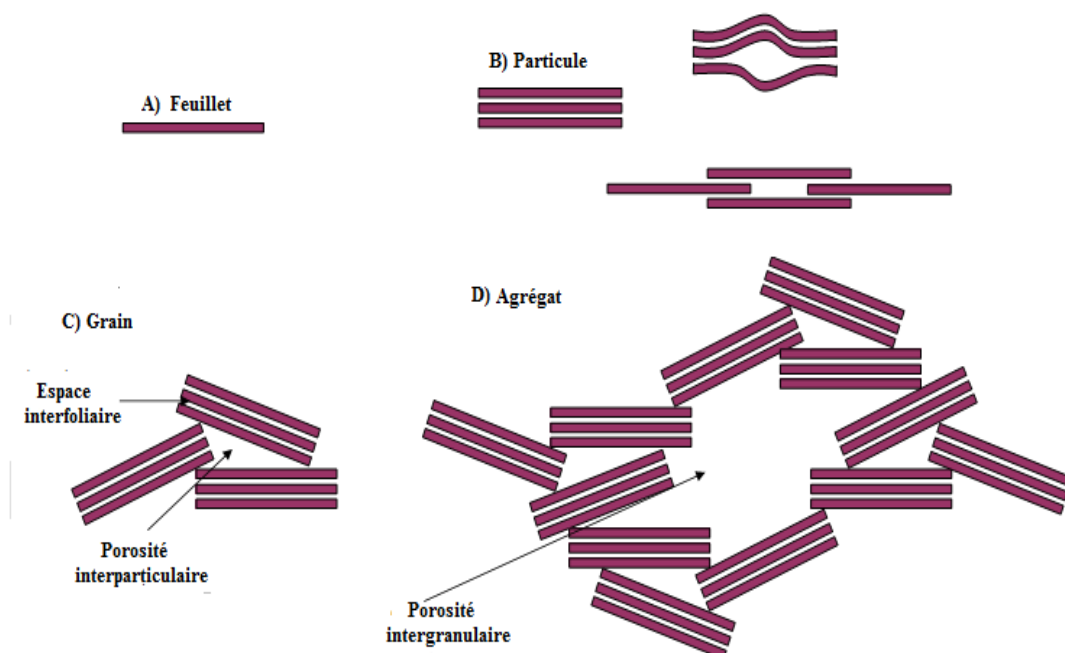 A) Feuillet
B) Particule
C) Grain
Espace
interfoliaire
Porosité
interparticulaire
D) Agrégat
Porosité
intergranulaire